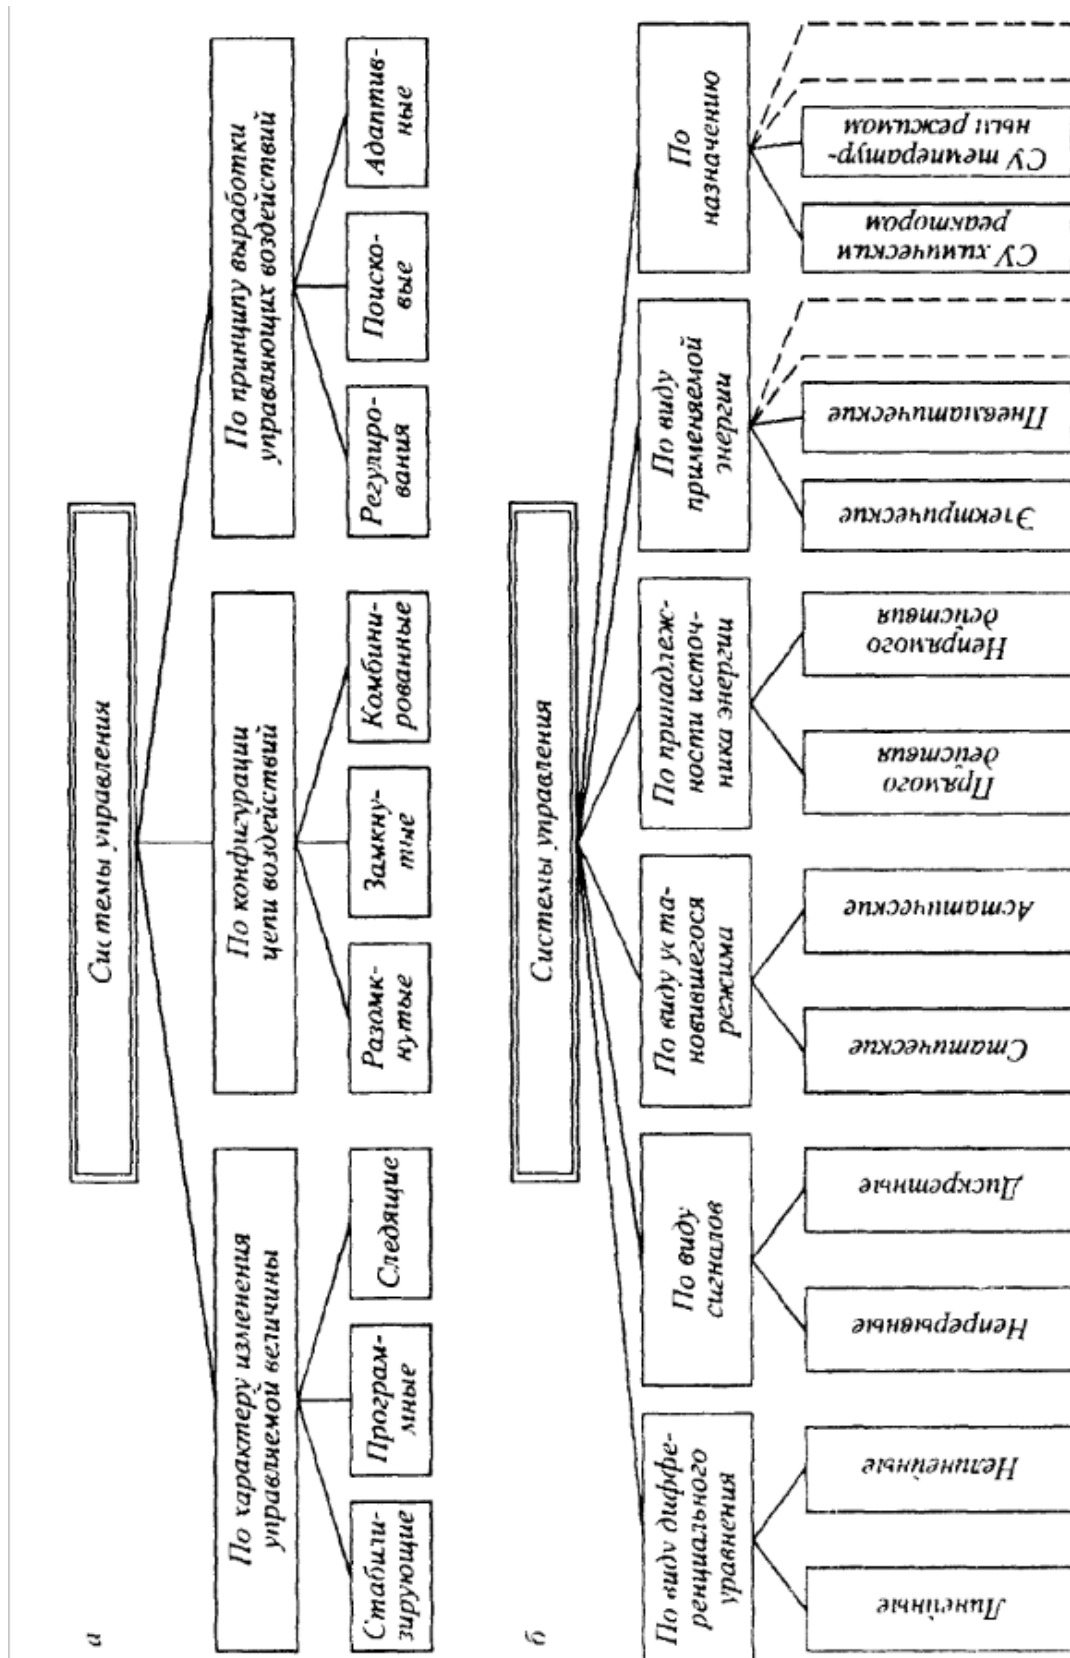 а
Системы управления
По характеру изменения
управляемой величины
По конфигурации
цепи воздействий
По принципу выработки
управляющих воздействий
Стабили-
зирующие
Програм-
мные
Следящие
Разомк-
нутые
Замкну-
тые
Комбини-
рованные
Регулиро-
вания
Поиско-
вые
Адаптив-
ные
б
Системы управления
По виду диффе-
ренциального
уравнения
По виду
сигналов
По виду уста-
новившегося
режима
По принадлеж-
ности источ-
ника энергии
По виду
применяемой
энергии
По
назначению
Линейные
Нелинейные
Непрерывные
Дискретные
Статические
Астатические
Прямого
действия
Непрямого
действия
Электрические
Пневматические
СУ химическим
реактором
СУ температур-
ным режимом